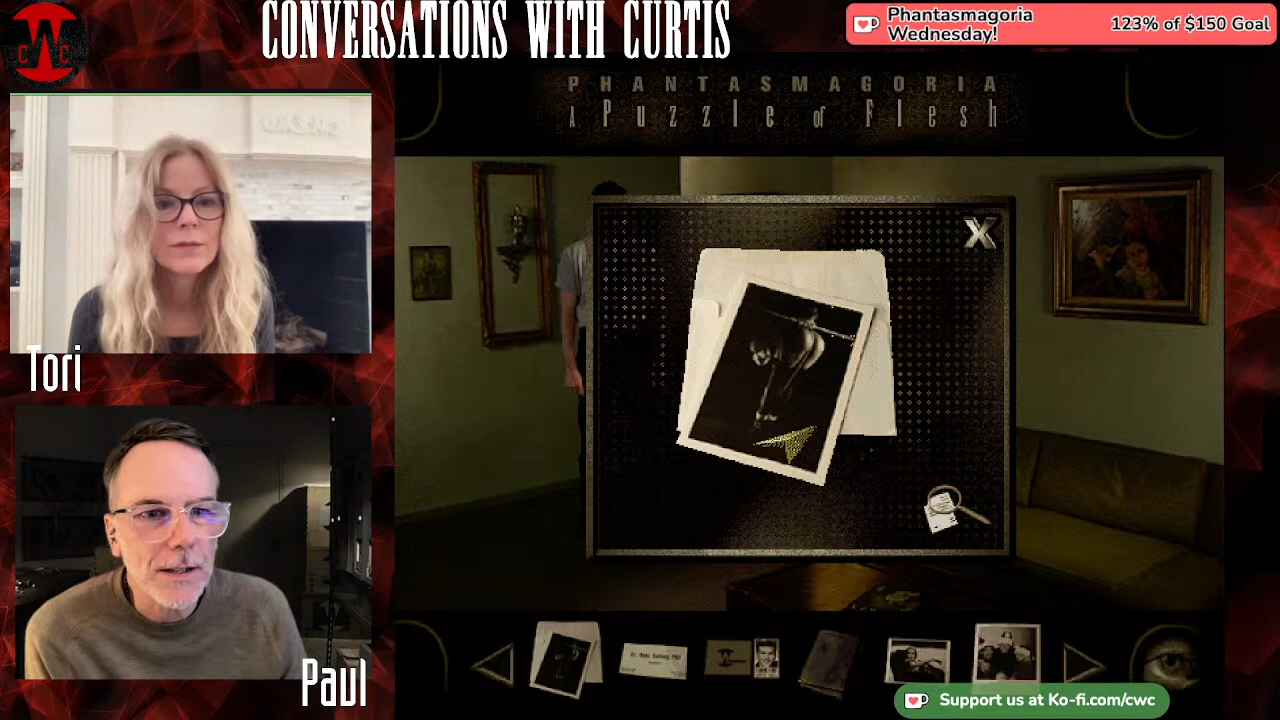 CONVERSATIONS WITH CURTIS
CWC
Phantasmagoria
Wednesday!
123% of $150 Goal
PHANTASMAGORIA
A Puzzle of Flesh
X
Tori
Paul
Support us at Ko-fi.com/cwc